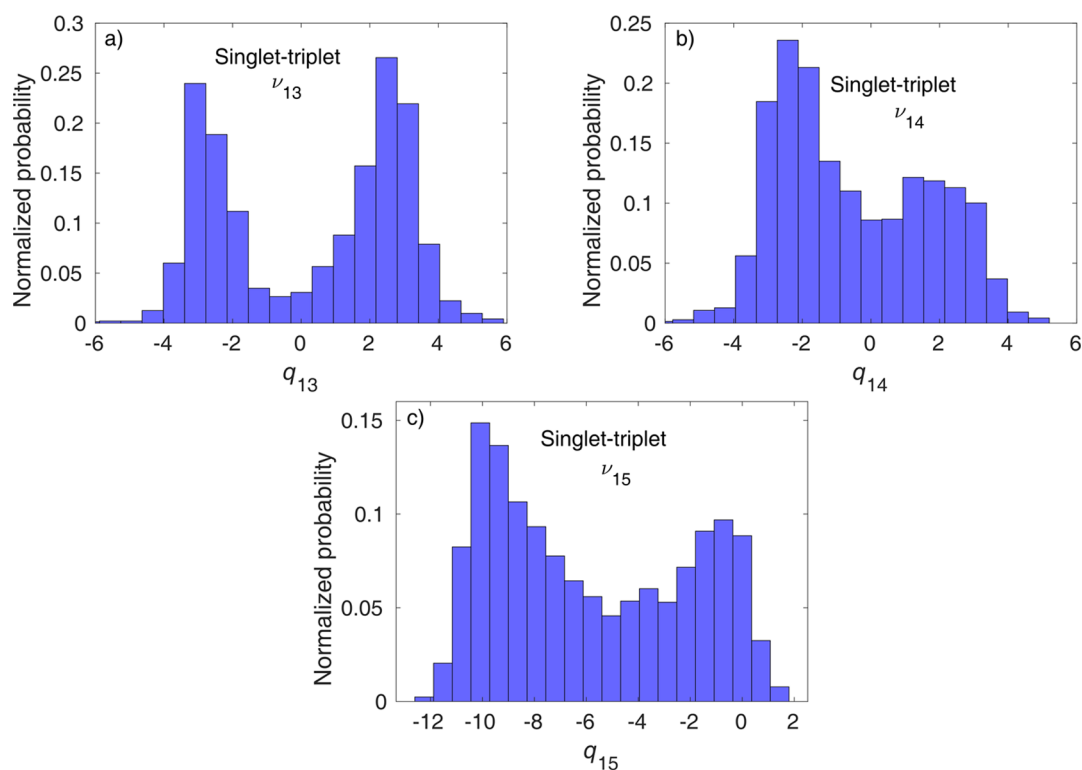 a)
Singlet-triplet
ν13
Normalized probability
0.3
0.25
0.2
0.15
0.1
0.05
0
-6 -4 -2 0 2 4 6
q13
b)
Singlet-triplet
ν14
Normalized probability
0.25
0.2
0.15
0.1
0.05
0
-6 -4 -2 0 2 4 6
q14
c)
Singlet-triplet
ν15
Normalized probability
0.15
0.1
0.05
0
-12 -10 -8 -6 -4 -2 0 2
q15